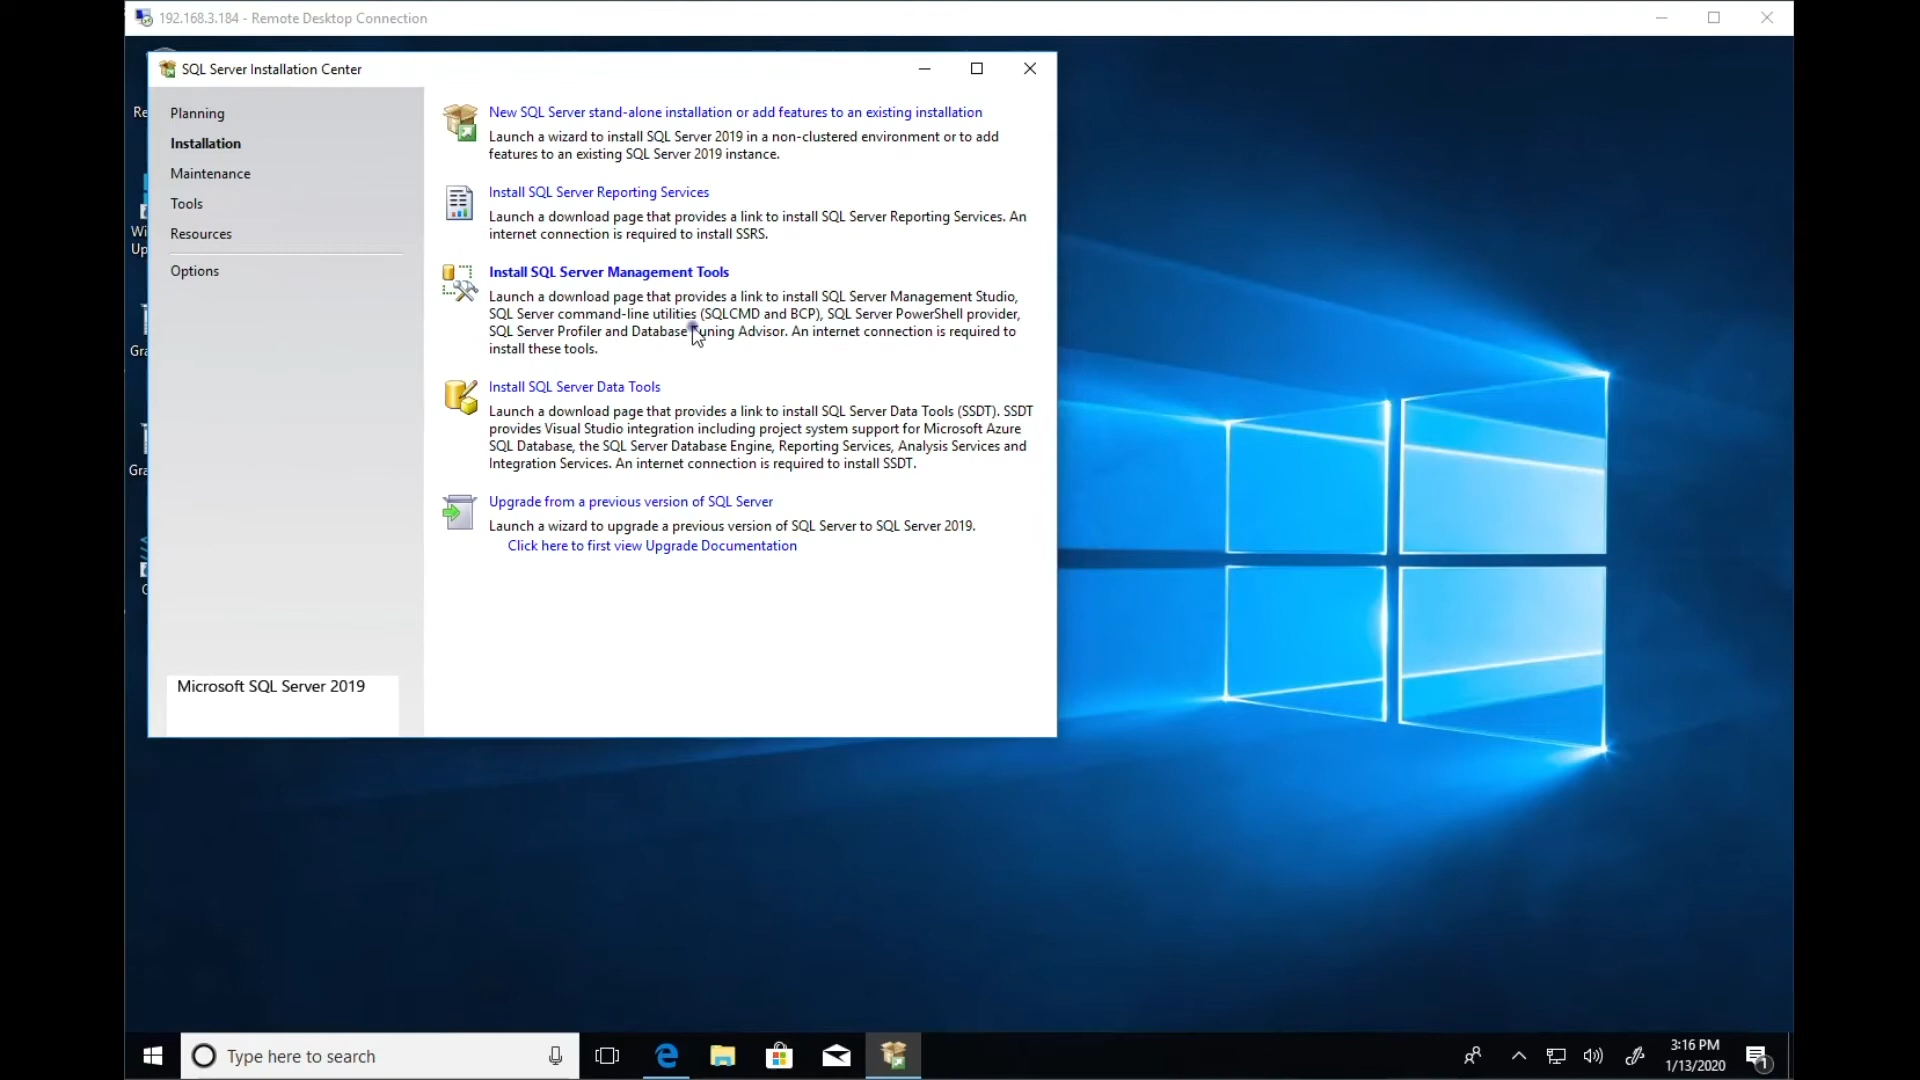 192.168.3.184 - Remote Desktop Connection
SQL Server Installation Center
Planning
Installation
Maintenance
Tools
Resources
Options
Microsoft SQL Server 2019
New SQL Server stand-alone installation or add features to an existing installation
Launch a wizard to install SQL Server 2019 in a non-clustered environment or to add
features to an existing SQL Server 2019 instance.
Install SQL Server Reporting Services
Launch a download page that provides a link to install SQL Server Reporting Services. An
internet connection is required to install SSRS.
Install SQL Server Management Tools
Launch a download page that provides a link to install SQL Server Management Studio,
SQL Server command-line utilities (SQLCMD and BCP), SQL Server PowerShell provider,
SQL Server Profiler and Database Tuning Advisor. An internet connection is required to
install these tools.
Install SQL Server Data Tools
Launch a download page that provides a link to install SQL Server Data Tools (SSDT). SSDT
provides Visual Studio integration including project system support for Microsoft Azure
SQL Database, the SQL Server Database Engine, Reporting Services, Analysis Services and
Integration Services. An internet connection is required to install SSDT.
Upgrade from a previous version of SQL Server
Launch a wizard to upgrade a previous version of SQL Server to SQL Server 2019.
Click here to first view Upgrade Documentation
Re
Wi
Up
Gra
Gra
Type here to search
3:16 PM
1/13/2020
1